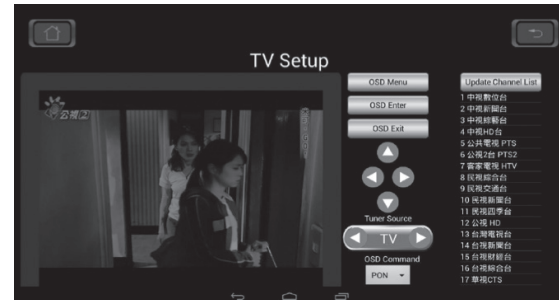 TV Setup
公視2
OSD Menu
OSD Enter
OSD Exit
Tuner Source
TV
OSD Command
PON
Update Channel List
1 中視數位台
2 中視新聞台
3 中視綜藝台
4 中視HD台
5 公共電視 PTS
6 公視2台 PTS2
7 客家電視 HTV
8 民視綜合台
9 民視交通台
10 民視新聞台
11 民視四季台
12 公視 HD
13 台灣電視台
14 台視新聞台
15 台視財經台
16 台視綜合台
17 華視CTS